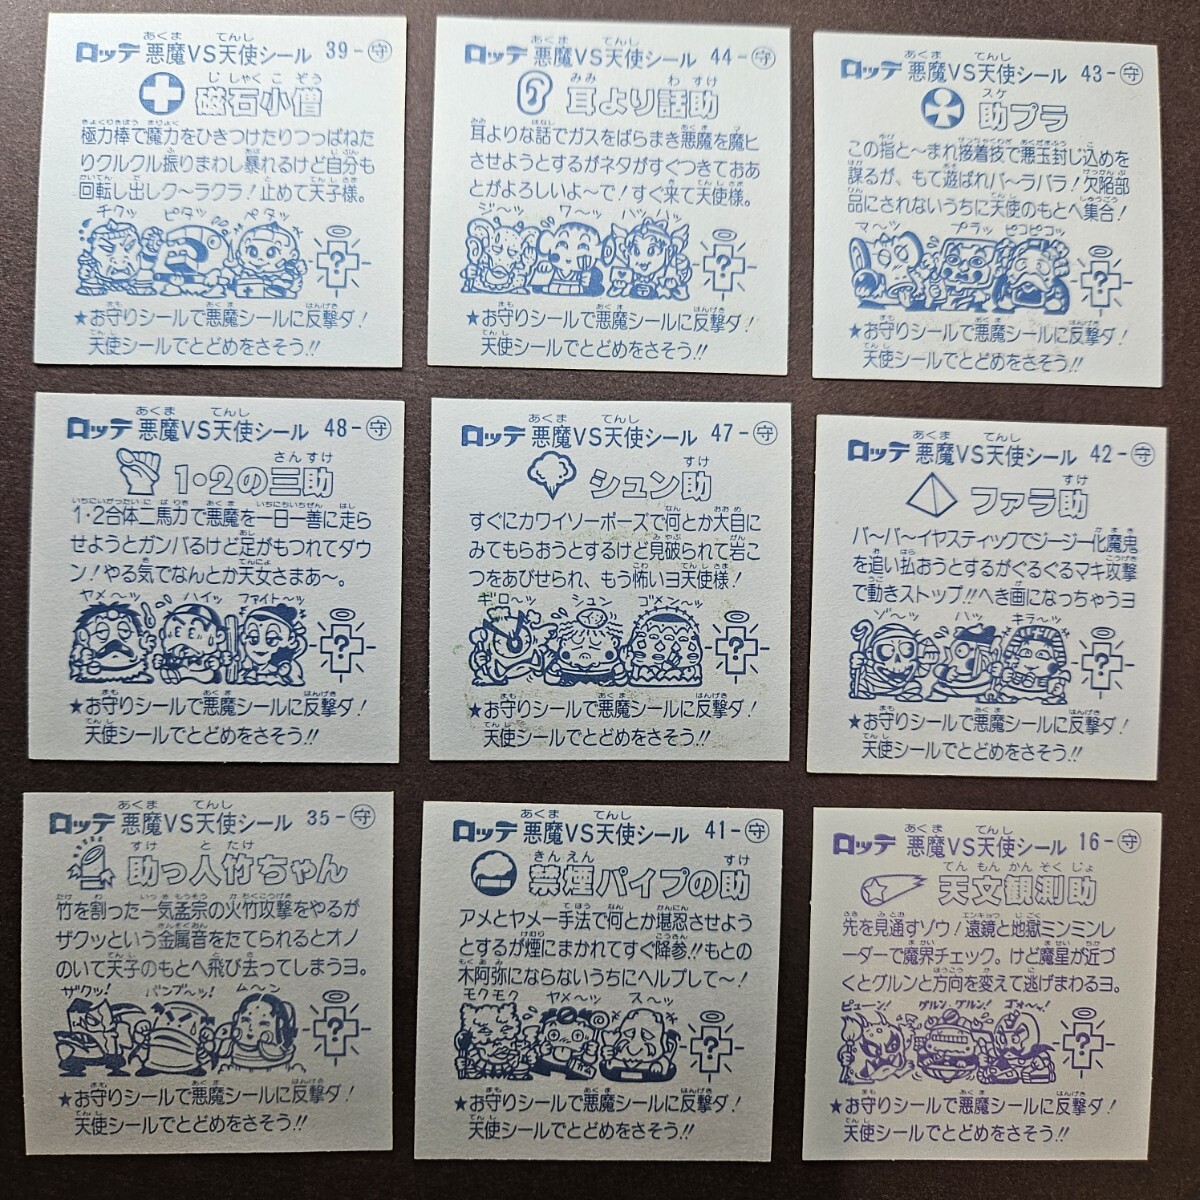 ロッテ 悪魔VS天使シール 39-守
磁石小僧
極力棒で魔力をひきつけたりつっぱねた
りクルクル振りまわし暴れるけど自分も
回転し出しク〜ラクラ!止めて天子様。
チクッ ピタッ ペタッ
?
★お守りシールで悪魔シールに反撃ダ!
天使シールでとどめをさそう!!
ロッテ 悪魔VS天使シール 44-守
耳より話助
耳よりな話でガスをばらまき悪魔を魔ヒ
させようとするがネタがすぐつきておあ
とがよろしいよ〜で!すぐ来て天使様。
ジ〜ッ ワ〜ッ ハッハッ
?
★お守りシールで悪魔シールに反撃ダ!
天使シールでとどめをさそう!!
ロッテ 悪魔VS天使シール 43-守
助プラ
この指と〜まれ接着技で悪玉封じ込めを
謀るが、もて遊ばれバ〜ラバラ!欠陥部
品にされないうちに天使のもとへ集合!
マ〜ッ プラッ ピコピコッ
?
★お守りシールで悪魔シールに反撃ダ!
天使シールでとどめをさそう!!
ロッテ 悪魔VS天使シール 48-守
1・2の三助
1・2合体二馬力で悪魔を一日一善に走ら
せようとガンバるけど足がもつれてダウ
ン!やる気でなんとか天女さまあ〜。
ヤメ〜ッ ハイッ ファイト〜ッ
?
★お守りシールで悪魔シールに反撃ダ!
天使シールでとどめをさそう!!
ロッテ 悪魔VS天使シール 47-守
シュン助
すぐにカワイソーポーズで何とか大目に
みてもらおうとするけど見破られて岩こ
つをあびせられ、もう怖いヨ天使様!
ギロ〜ッ シュン ゴメン〜ッ
?
★お守りシールで悪魔シールに反撃ダ!
天使シールでとどめをさそう!!
ロッテ 悪魔VS天使シール 42-守
ファラ助
バ〜バ〜イヤスティックでジージー化魔鬼
を追い払おうとするがぐるぐるマキ攻撃
で動きストップ!!へき画になっちゃうヨ
ゾ〜ッ ハッ キラ〜ッ
?
★お守りシールで悪魔シールに反撃ダ!
天使シールでとどめをさそう!!
ロッテ 悪魔VS天使シール 35-守
助っ人竹ちゃん
竹を割った一気孟宗の火竹攻撃をやるが
ザクッという金属音をたてられるとオノ
のいて天子のもとへ飛び去ってしまうヨ。
ザクッ! バンブ〜ッ! ム〜ン
?
★お守りシールで悪魔シールに反撃ダ!
天使シールでとどめをさそう!!
ロッテ 悪魔VS天使シール 41-守
禁煙パイプの助
アメとヤメー手法で何とか堪忍させよう
とするが煙にまかれてすぐ降参!!もとの
木阿弥にならないうちにヘルプして〜!
モクモク ヤメ〜ッ ス〜ッ
?
★お守りシールで悪魔シールに反撃ダ!
天使シールでとどめをさそう!!
ロッテ 悪魔VS天使シール 16-守
天文観測助
先を見通すゾウ!遠鏡と地獄ミンミンレ
ーダーで魔界チェック。けど魔星が近づ
くとグルンと方向を変えて逃げまわるヨ。
ピューン! グルン、グルン! ゴォ〜ッ!
?
★お守りシールで悪魔シールに反撃ダ!
天使シールでとどめをさそう!!